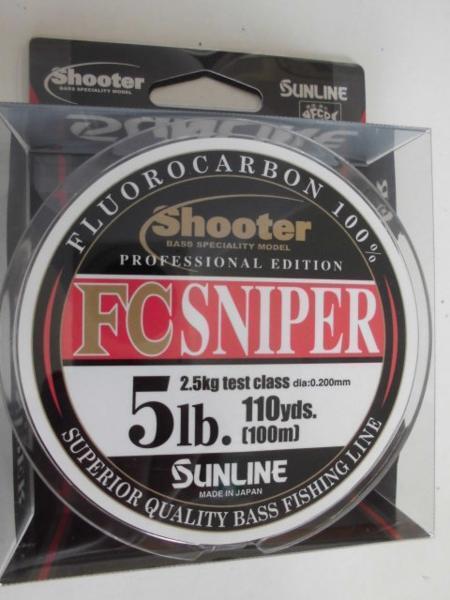 Shooter
BASS SPECIALITY MODEL
SUNLINE
SUNLINE
FLUOROCARBON 100%
Shooter
BASS SPECIALITY MODEL
PROFESSIONAL EDITION
FC SNIPER
2.5kg test class dia:0.200mm
5lb. 110yds.
(100m)
SUNLINE
MADE IN JAPAN
SUPERIOR QUALITY BASS FISHING LINE